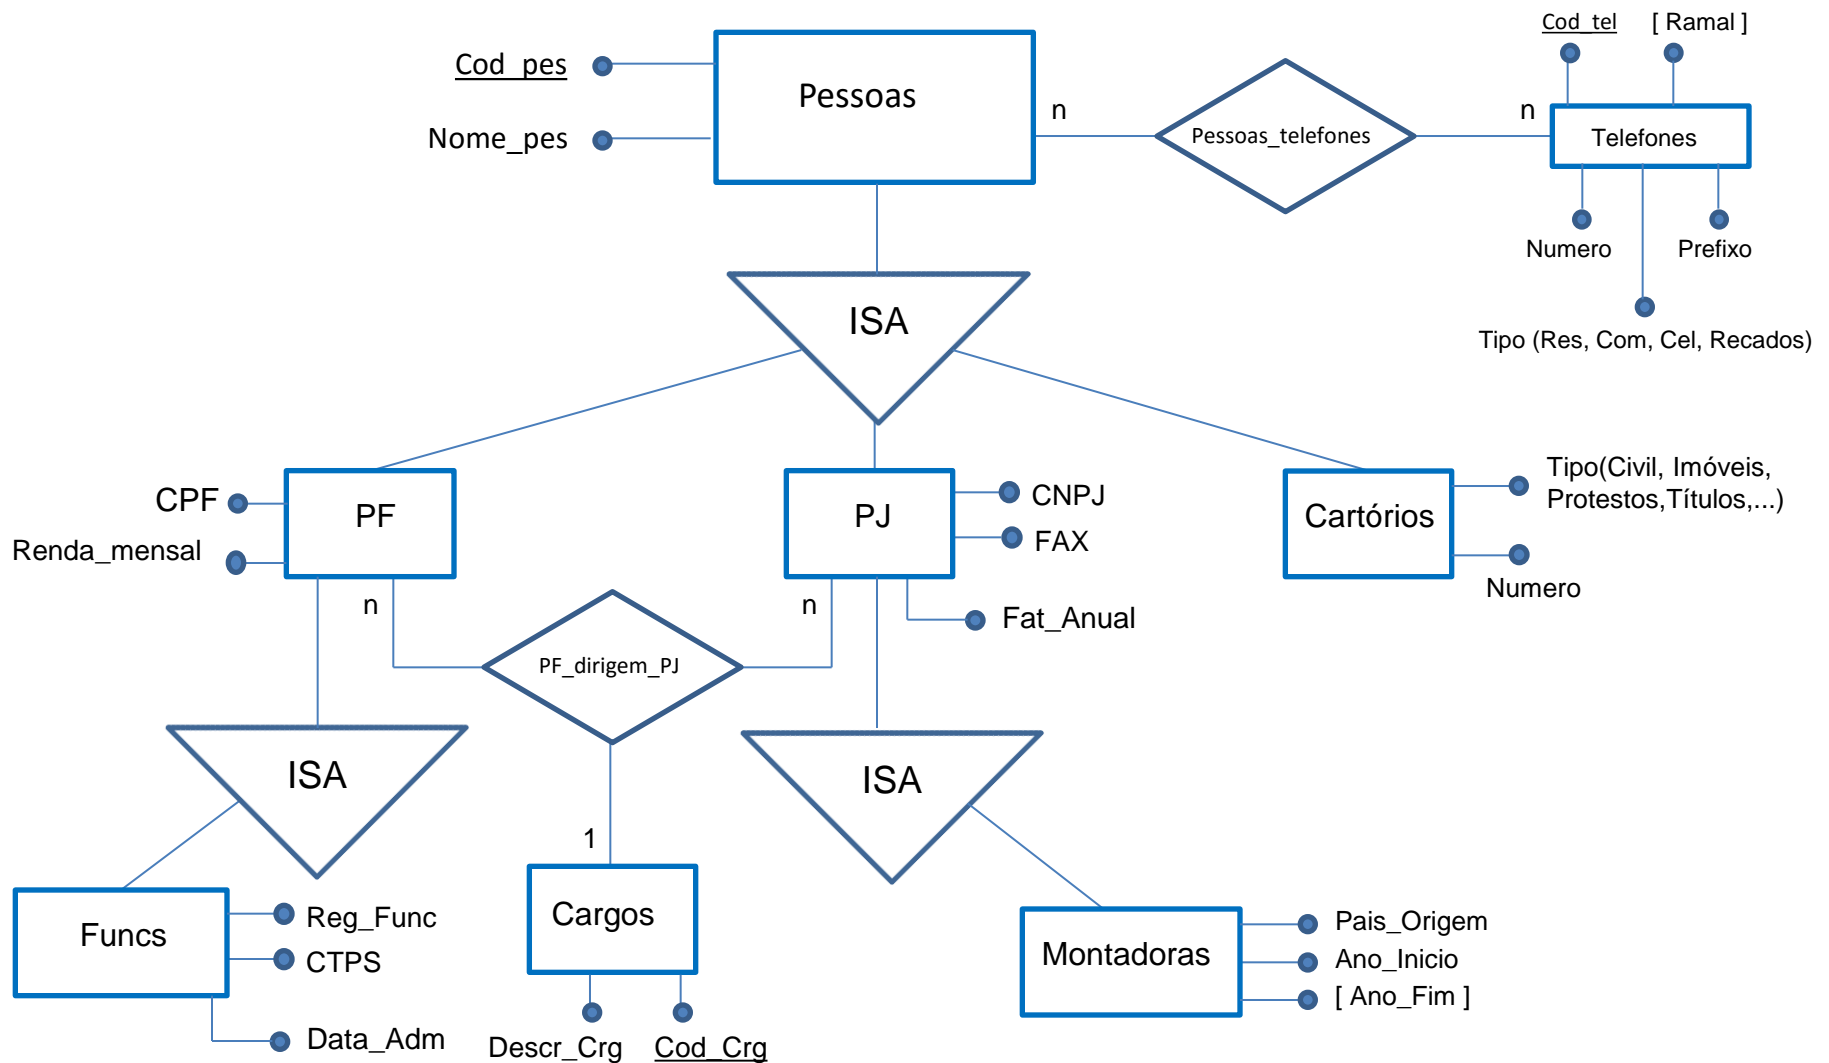 Cod_tel
[ Ramal ]
Cod_pes
Pessoas
n
n
Nome_pes
Pessoas_telefones
Telefones
Numero
Prefixo
ISA
Tipo (Res, Com, Cel, Recados)
CPF
PF
Renda_mensal
PJ
CNPJ
FAX
Cartórios
Tipo(Civil, Imóveis,
Protestos,Títulos,...)
Numero
n
n
Fat_Anual
PF_dirigem_PJ
ISA
ISA
1
Funcs
Reg_Func
CTPS
Data_Adm
Cargos
Descr_Crg
Cod_Crg
Montadoras
Pais_Origem
Ano_Inicio
[ Ano_Fim ]